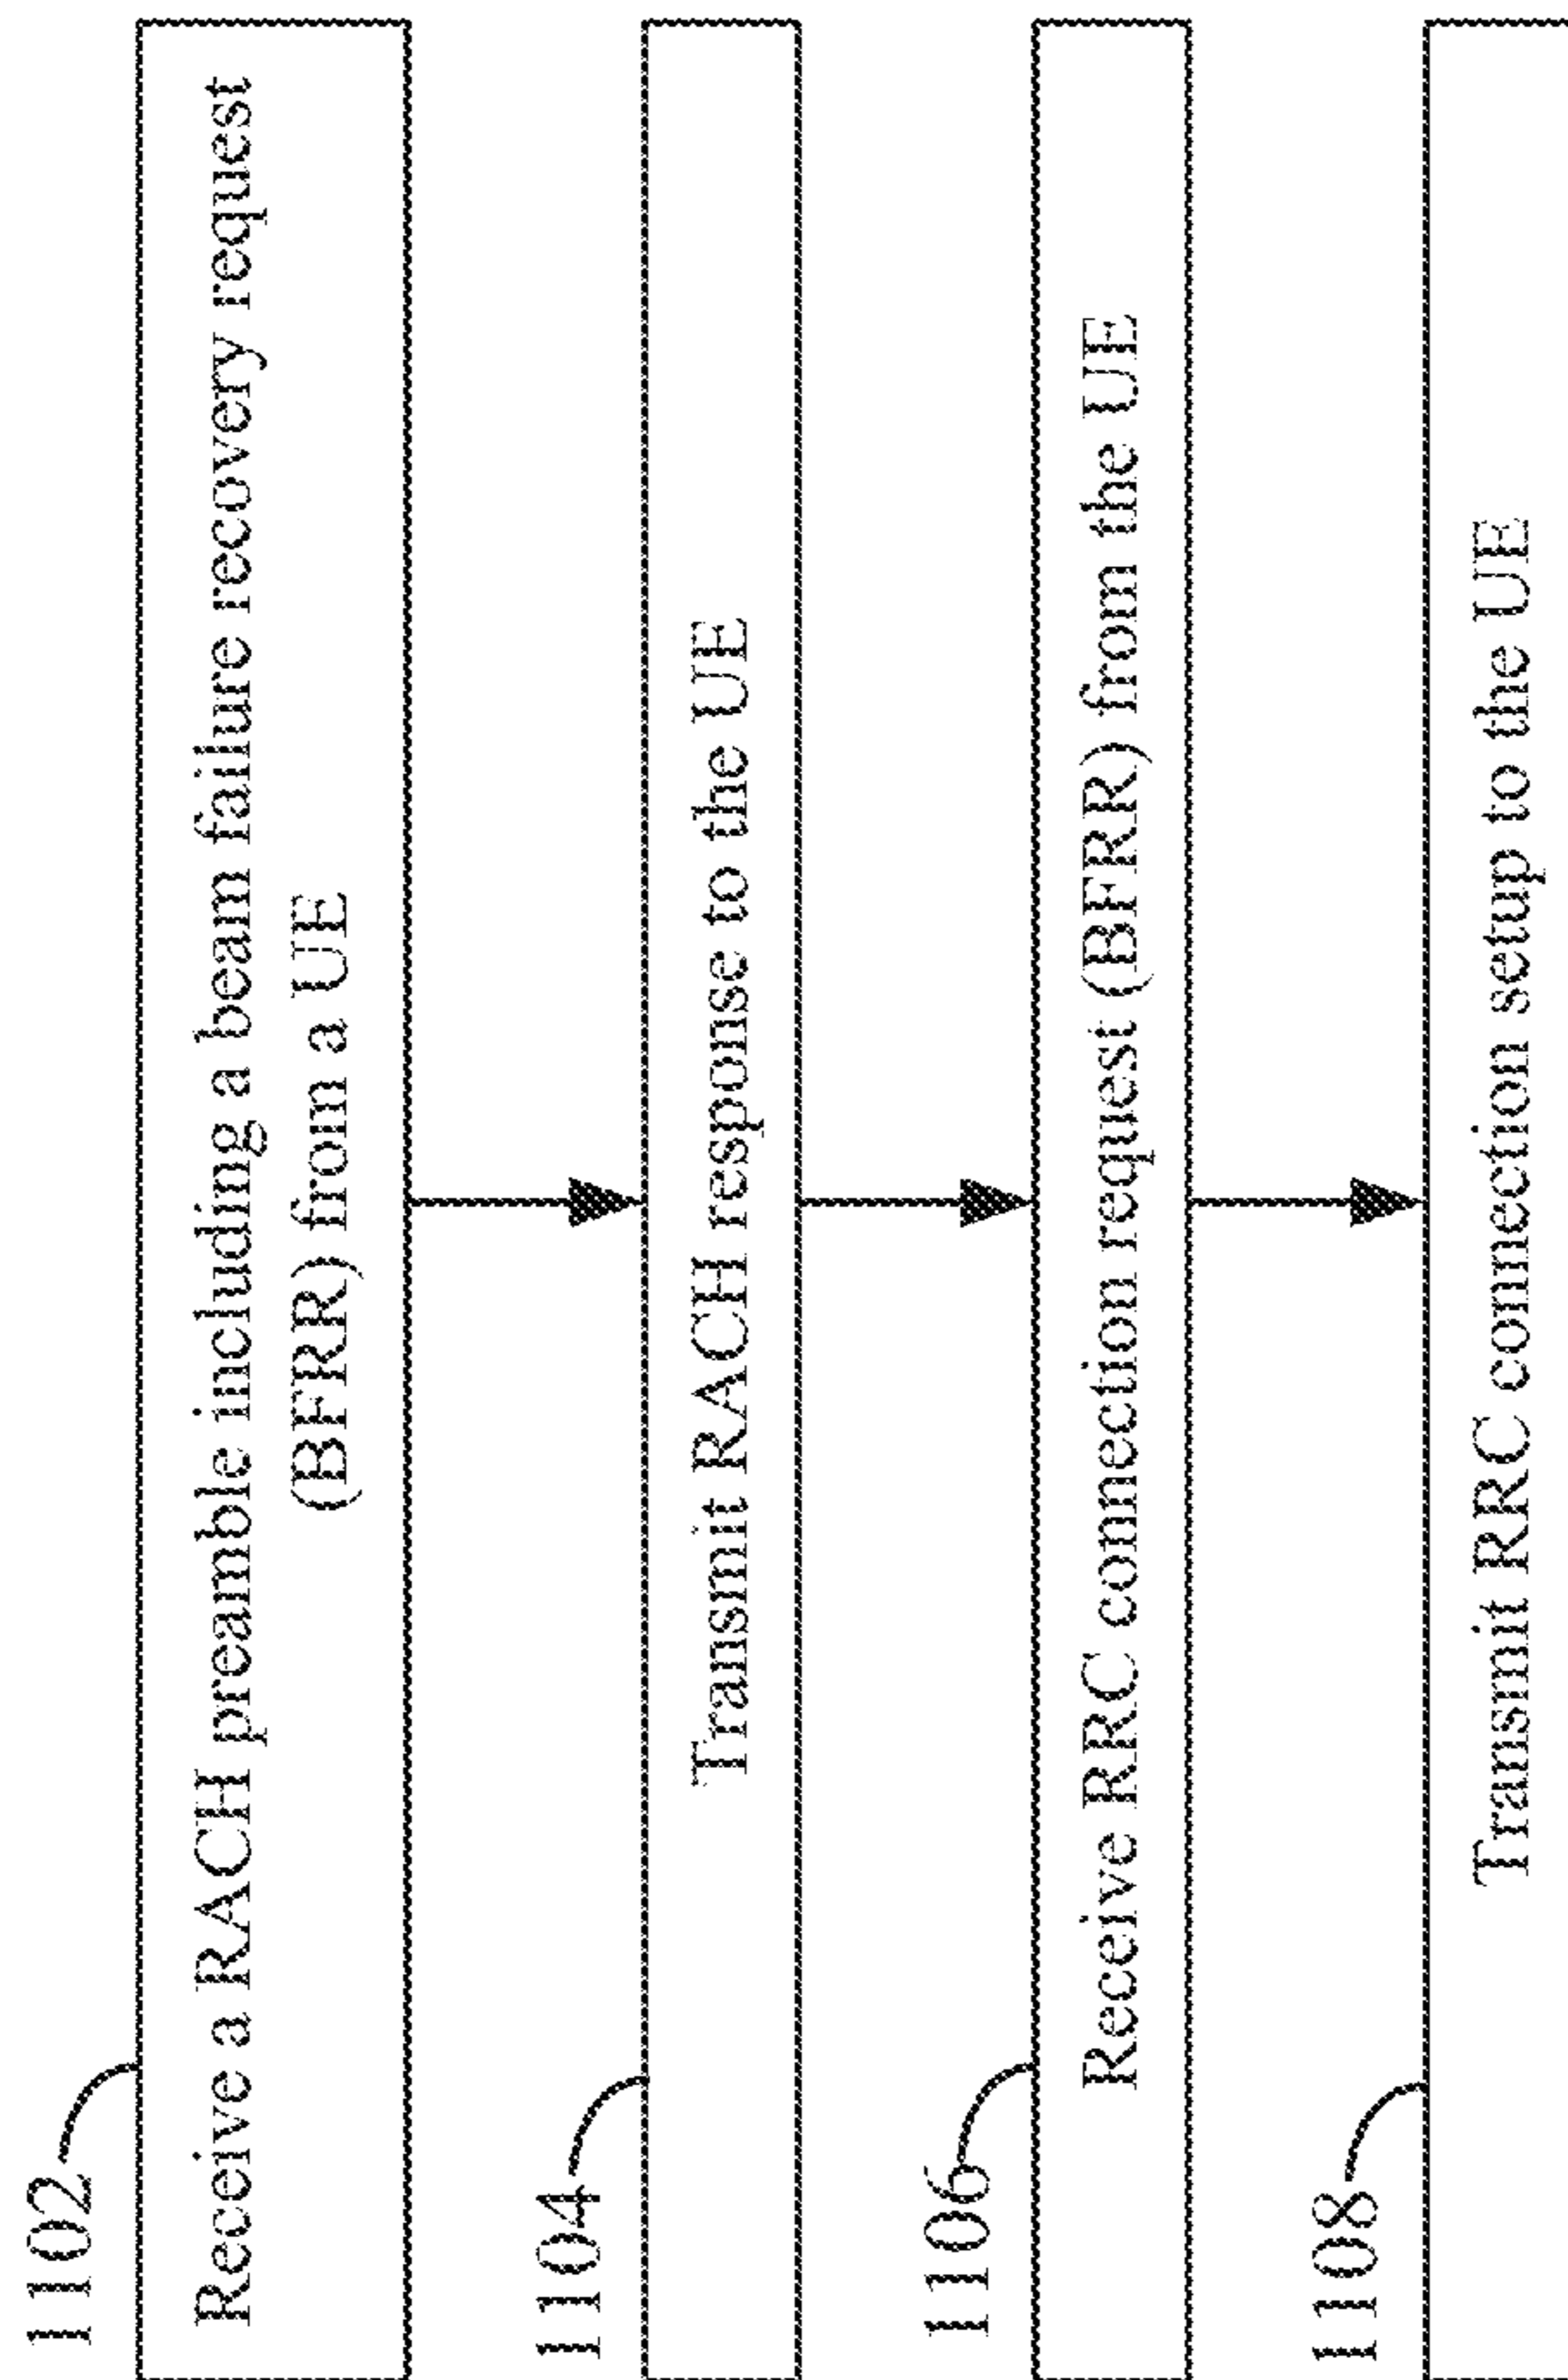 1102
Receive a RACH preamble including a beam failure recovery request
(BFRR) from a UE
1104
Transmit RACH response to the UE
1106
Receive RRC connection request (BFRR) from the UE
1108
Transmit RRC connection setup to the UE